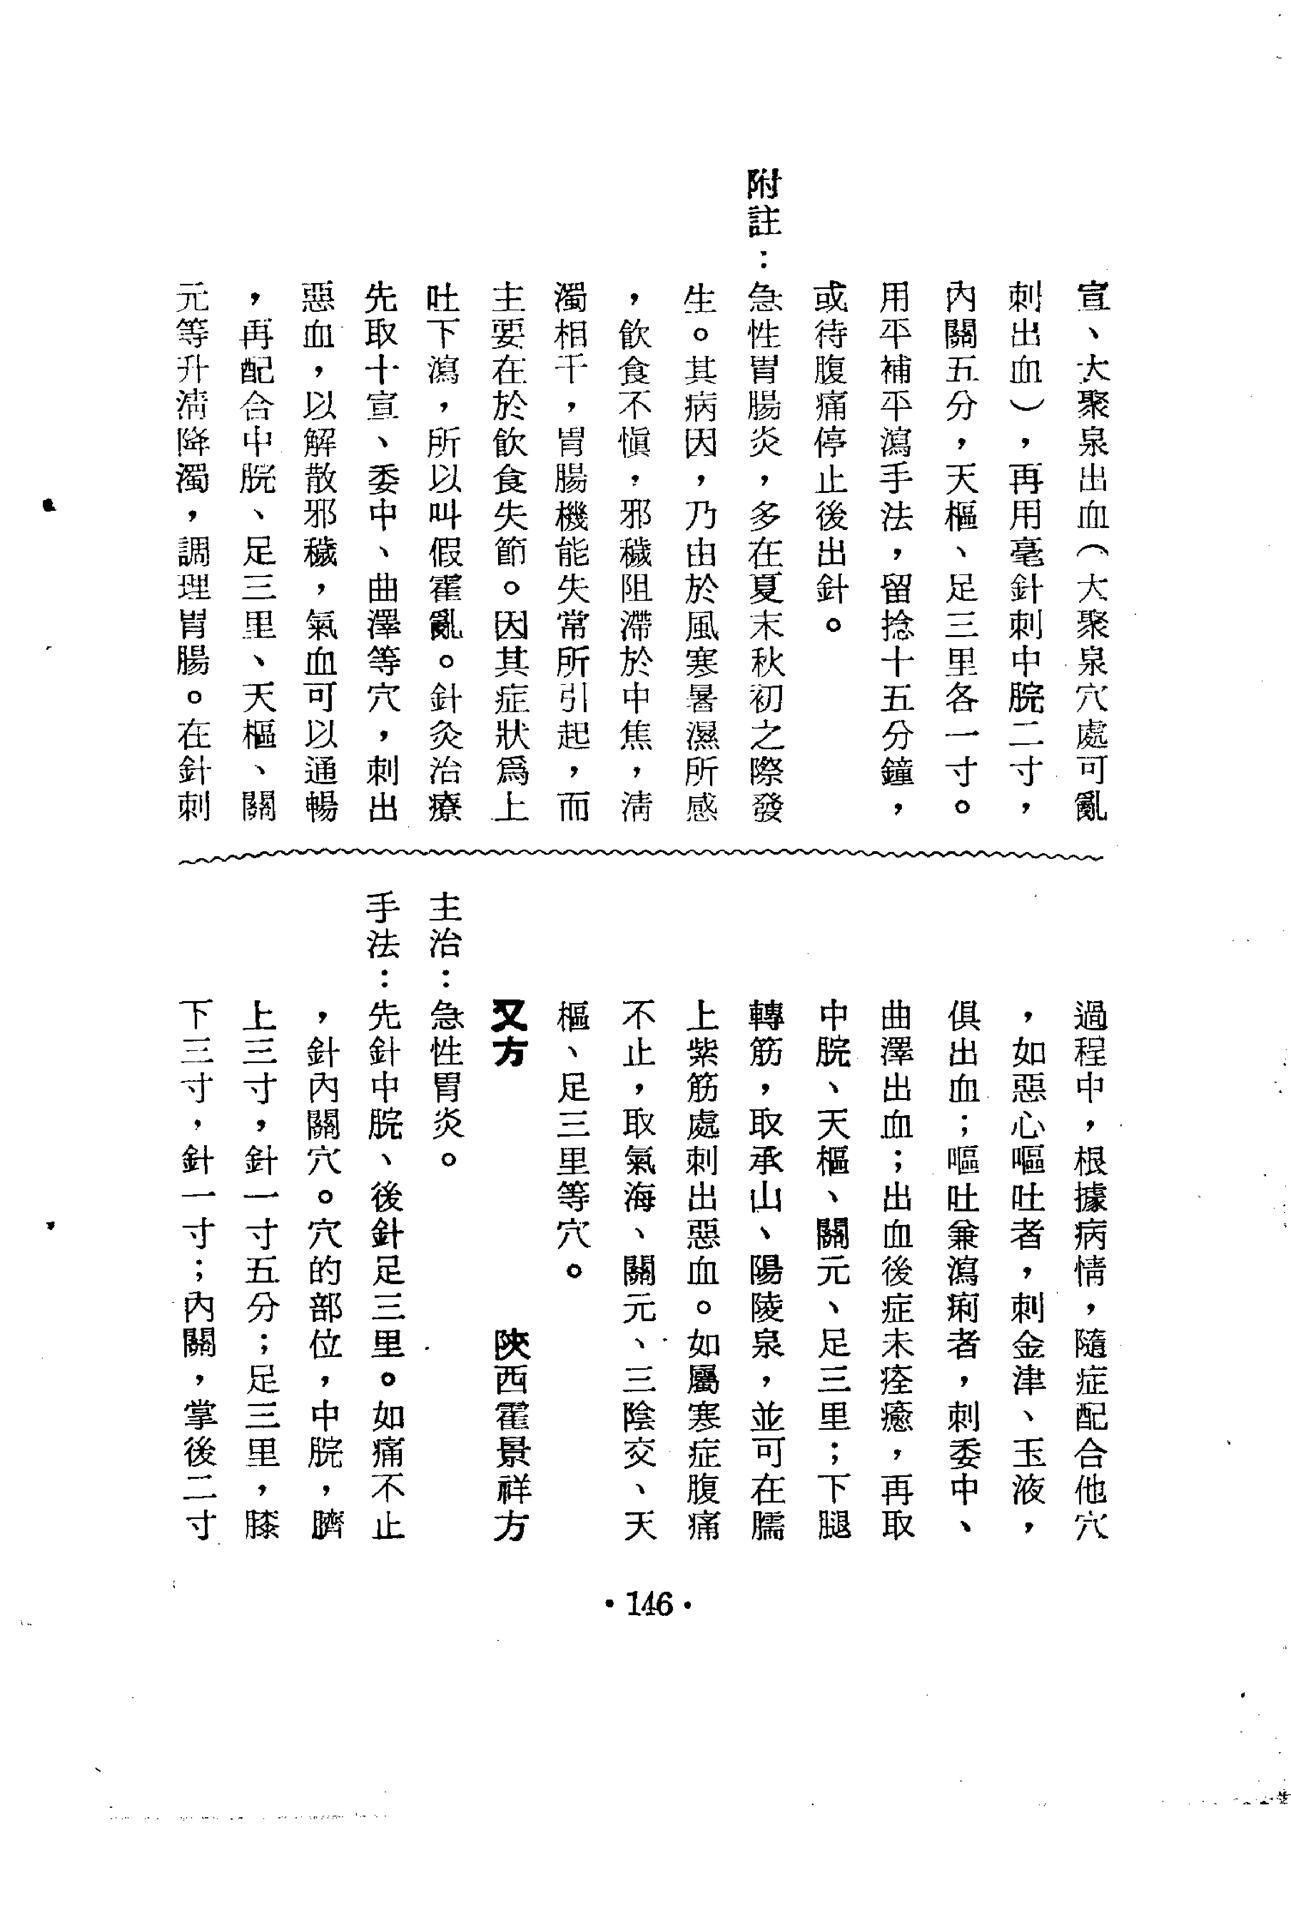 宣、大聚泉出血（大聚泉穴處可亂
刺出血），再用毫針刺中脘二寸，
內關五分，天樞、足三里各一寸。
用平補平瀉手法，留捻十五分鐘，
或待腹痛停止後出針。
附註：急性胃腸炎，多在夏末秋初之際發
生。其病因，乃由於風寒暑濕所感
，飲食不愼，邪穢阻滯於中焦，淸
濁相干，胃腸機能失常所引起，而
主要在於飲食失節。因其症狀爲上
吐下瀉，所以叫假霍亂。針灸治療
先取十宣、委中、曲澤等穴，刺出
惡血，以解散邪穢，氣血可以通暢
，再配合中脘、足三里、天樞、關
元等升淸降濁，調理胃腸。在針刺
過程中，根據病情，隨症配合他穴
，如惡心嘔吐者，刺金津、玉液，
俱出血；嘔吐兼瀉痢者，刺委中、
曲澤出血；出血後症未痊癒，再取
中脘、天樞、關元、足三里；下腿
轉筋，取承山、陽陵泉，並可在臑
上紫筋處刺出惡血。如屬寒症腹痛
不止，取氣海、關元、三陰交、天
樞、足三里等穴。
又方　陝西霍景祥方
主治：急性胃炎。
手法：先針中脘、後針足三里。如痛不止
，針內關穴。穴的部位，中脘，臍
上三寸，針一寸五分；足三里，膝
下三寸，針一寸；內關，掌後二寸
·146·